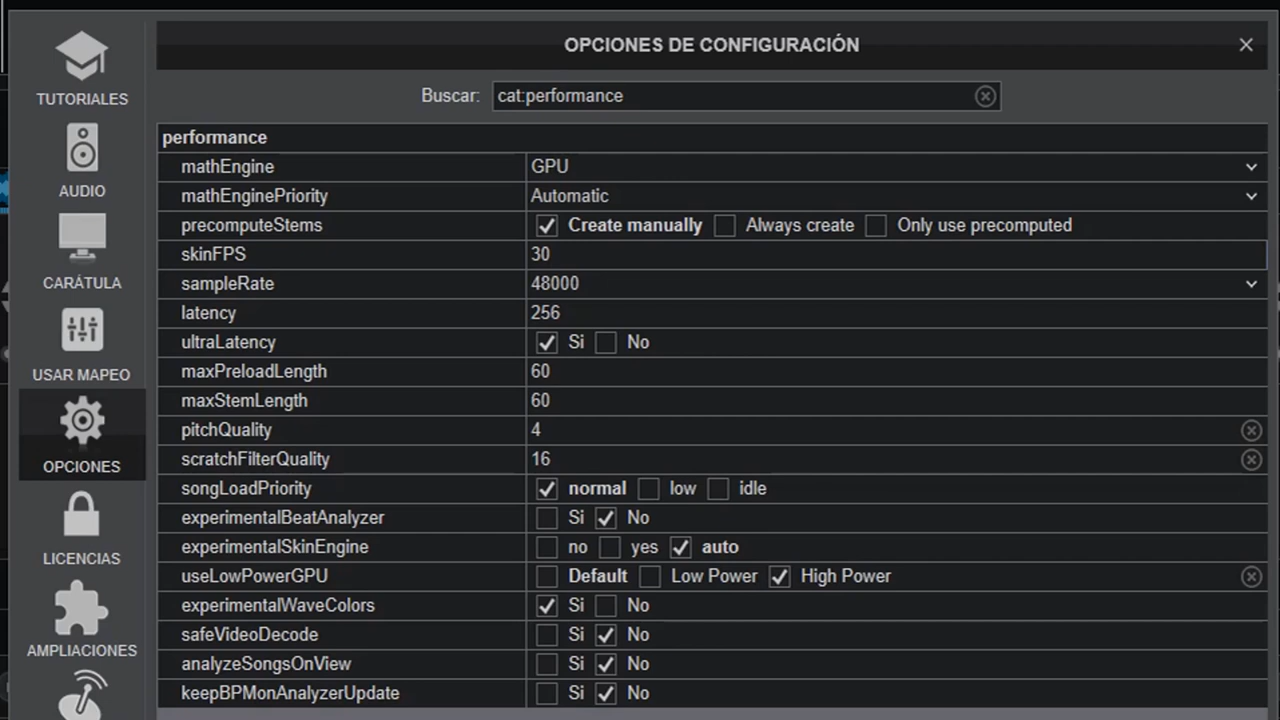 OPCIONES DE CONFIGURACIÓN
Buscar: cat:performance
TUTORIALES
AUDIO
CARÁTULA
USAR MAPEO
OPCIONES
LICENCIAS
AMPLIACIONES
performance
mathEngine GPU
mathEnginePriority Automatic
precomputeStems Create manually Always create Only use precomputed
skinFPS 30
sampleRate 48000
latency 256
ultraLatency Si No
maxPreloadLength 60
maxStemLength 60
pitchQuality 4
scratchFilterQuality 16
songLoadPriority normal low idle
experimentalBeatAnalyzer Si No
experimentalSkinEngine no yes auto
useLowPowerGPU Default Low Power High Power
experimentalWaveColors Si No
safeVideoDecode Si No
analyzeSongsOnView Si No
keepBPMonAnalyzerUpdate Si No